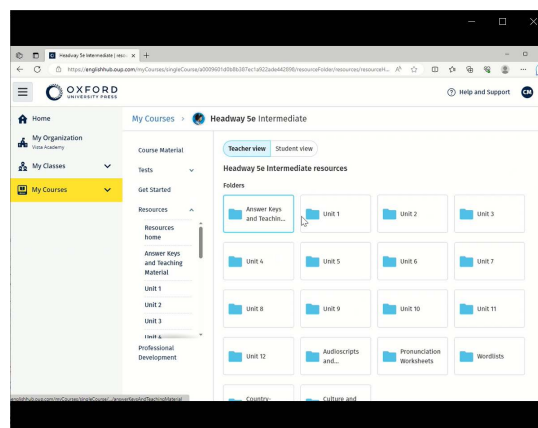 Headway 5e Intermediate | reso
https://englishhub.oup.com/myCourses/singleCourse/
OXFORD
UNIVERSITY PRESS
Help and Support
CM
Home
My Organization
Vista Academy
My Classes
My Courses
My Courses
Headway 5e Intermediate
Course Material
Tests
Get Started
Resources
Resources
home
Answer Keys
and Teaching
Material
Unit 1
Unit 2
Unit 3
Unit 4
Professional
Development
Teacher view
Student view
Headway 5e Intermediate resources
Folders
Answer Keys
and Teachin...
Unit 1
Unit 2
Unit 3
Unit 4
Unit 5
Unit 6
Unit 7
Unit 8
Unit 9
Unit 10
Unit 11
Unit 12
Audioscripts
and...
Pronunciation
Worksheets
Wordlists
Country-
Culture and